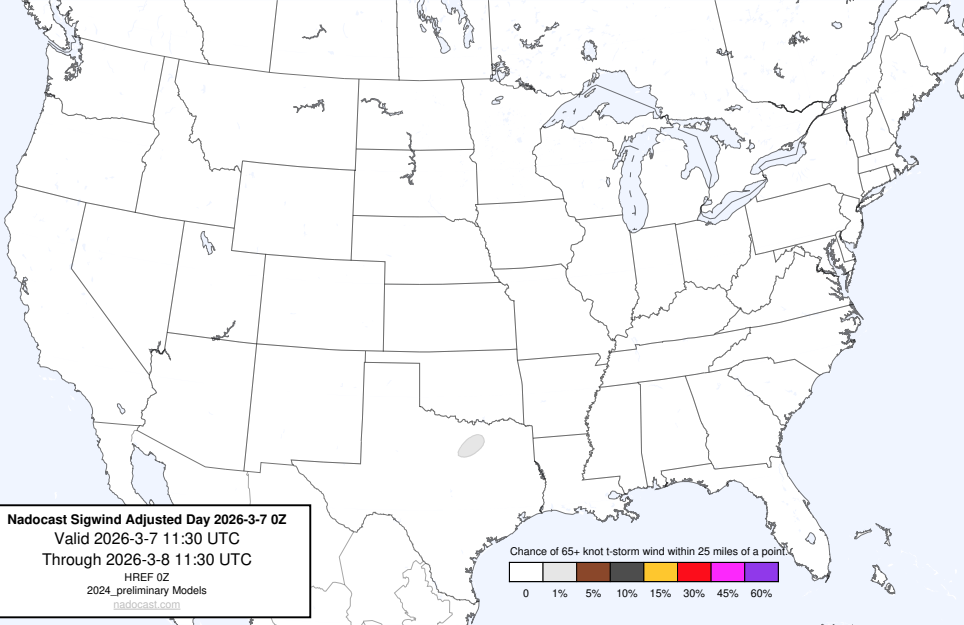 Nadocast Sigwind Adjusted Day 2026-3-7 0Z
Valid 2026-3-7 11:30 UTC
Through 2026-3-8 11:30 UTC
HREF 0Z
2024_preliminary Models
nadocast.com
Chance of 65+ knot t-storm wind within 25 miles of a point.
0 1% 5% 10% 15% 30% 45% 60%